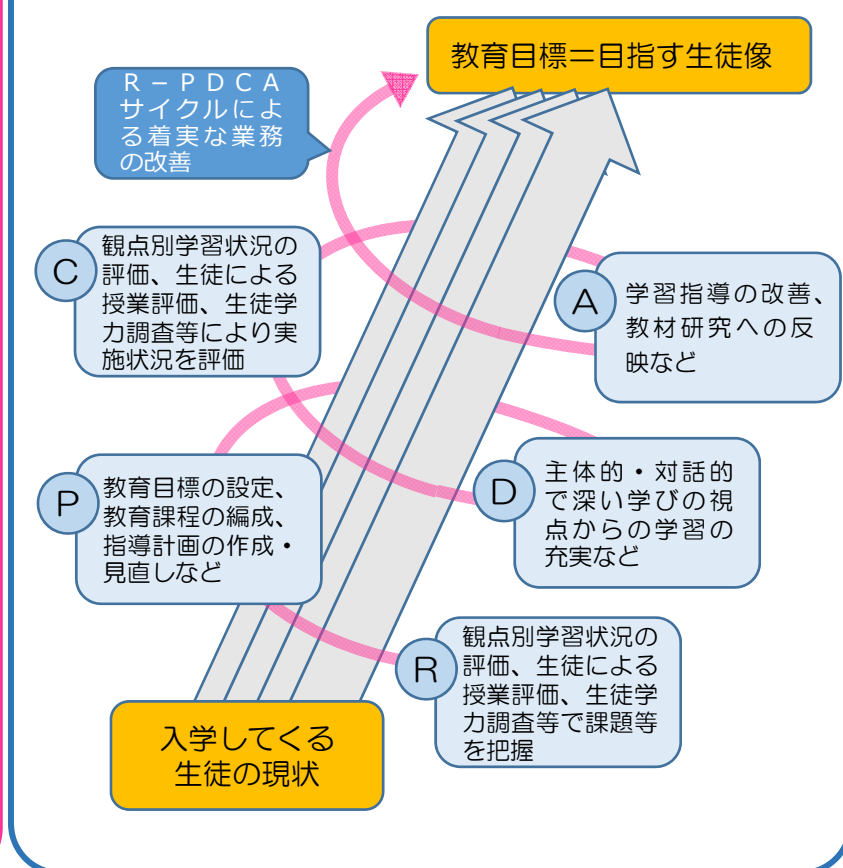 教育目標＝目指す生徒像
Ｒ－ＰＤＣＡ
サイクルによ
る着実な業務
の改善
C
観点別学習状況の
評価、生徒による
授業評価、生徒学
力調査等により実
施状況を評価
A
学習指導の改善、
教材研究への反
映など
P
教育目標の設定、
教育課程の編成、
指導計画の作成・
見直しなど
D
主体的・対話的
で深い学びの視
点からの学習の
充実など
R
観点別学習状況の
評価、生徒による
授業評価、生徒学
力調査等で課題等
を把握
入学してくる
生徒の現状